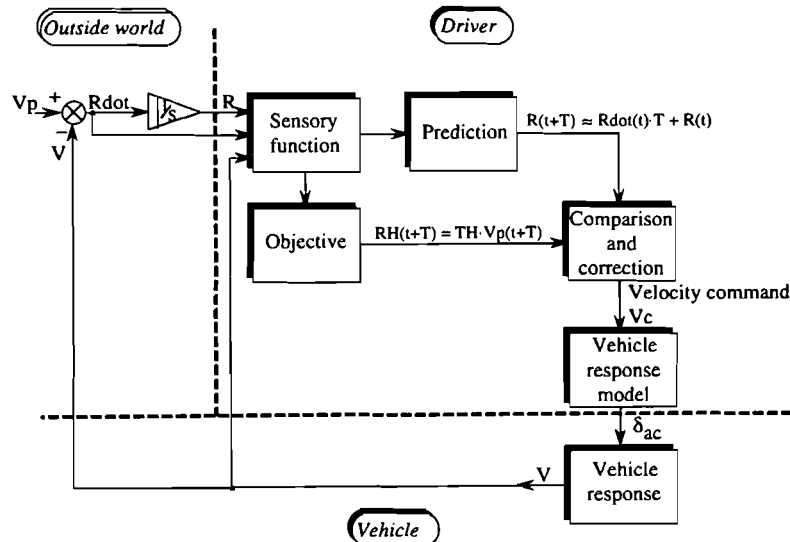 Outside world
Driver
Vp
+
Rdot
1/s
R
−
V
Sensory
function
Prediction
R(t+T) ≈ Rdot(t)·T + R(t)
Objective
RH(t+T) = TH·Vp(t+T)
Comparison
and
correction
Velocity command
Vc
Vehicle
response
model
δac
Vehicle
response
V
Vehicle